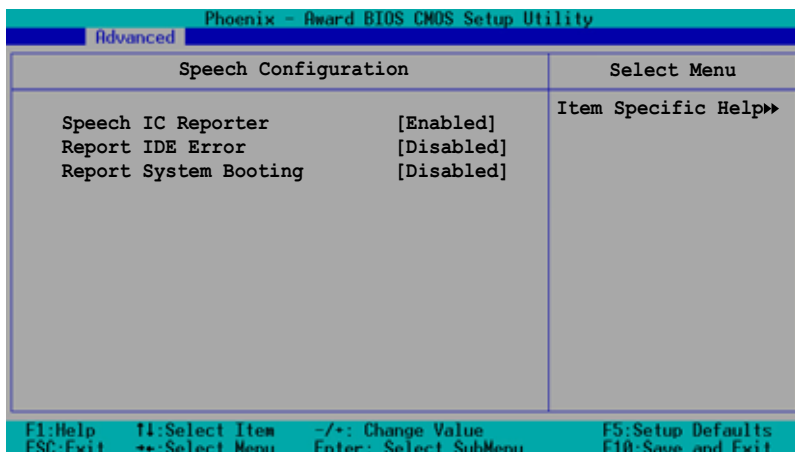 Phoenix - Award BIOS CMOS Setup Utility
Advanced
Speech Configuration
Select Menu
Item Specific Help▶▶
Speech IC Reporter [Enabled]
Report IDE Error [Disabled]
Report System Booting [Disabled]
F1:Help ↑↓:Select Item -/+: Change Value F5:Setup Defaults
ESC:Exit ←→:Select Menu Enter: Select SubMenu F10:Save and Exit